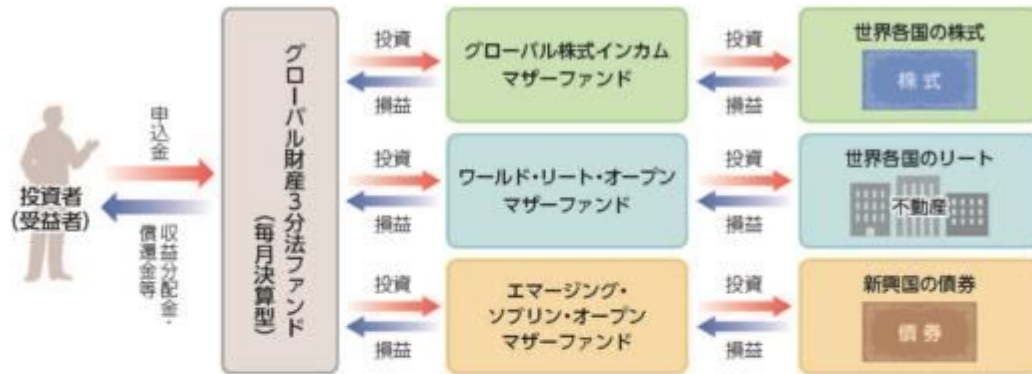 投資者
(受益者)
申込金
収益分配金・
償還金等
グローバル財産3分法ファンド
(毎月決算型)
投資
損益
グローバル株式インカム
マザーファンド
投資
損益
世界各国の株式
株式
投資
損益
ワールド・リート・オープン
マザーファンド
投資
損益
世界各国のリート
不動産
投資
損益
エマージング・
ソブリン・オープン
マザーファンド
投資
損益
新興国の債券
債券